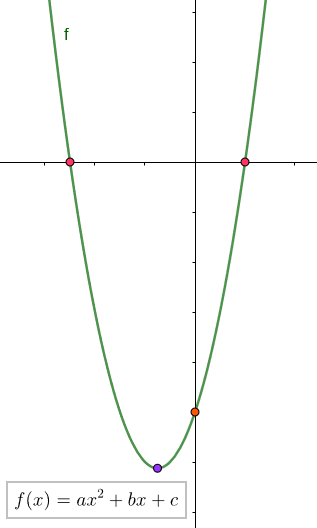 f
f(x) = ax² + bx + c